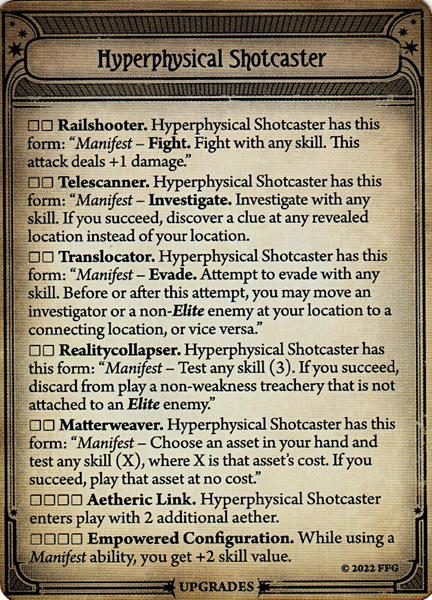 Hyperphysical Shotcaster
□□ Railshooter. Hyperphysical Shotcaster has this
form: “Manifest – Fight. Fight with any skill. This
attack deals +1 damage.”
□□ Telescanner. Hyperphysical Shotcaster has this
form: “Manifest – Investigate. Investigate with any
skill. If you succeed, discover a clue at any revealed
location instead of your location.
□□ Translocator. Hyperphysical Shotcaster has this
form: “Manifest – Evade. Attempt to evade with any
skill. Before or after this attempt, you may move an
investigator or a non-Elite enemy at your location to a
connecting location, or vice versa.”
□□ Realitycollapser. Hyperphysical Shotcaster has
this form: “Manifest – Test any skill (3). If you succeed,
discard from play a non-weakness treachery that is not
attached to an Elite enemy.”
□□ Matterweaver. Hyperphysical Shotcaster has this
form: “Manifest – Choose an asset in your hand and
test any skill (X), where X is that asset’s cost. If you
succeed, play that asset at no cost.”
□□□□ Aetheric Link. Hyperphysical Shotcaster
enters play with 2 additional aether.
□□□□ Empowered Configuration. While using a
Manifest ability, you get +2 skill value.
© 2022 FFG
UPGRADES